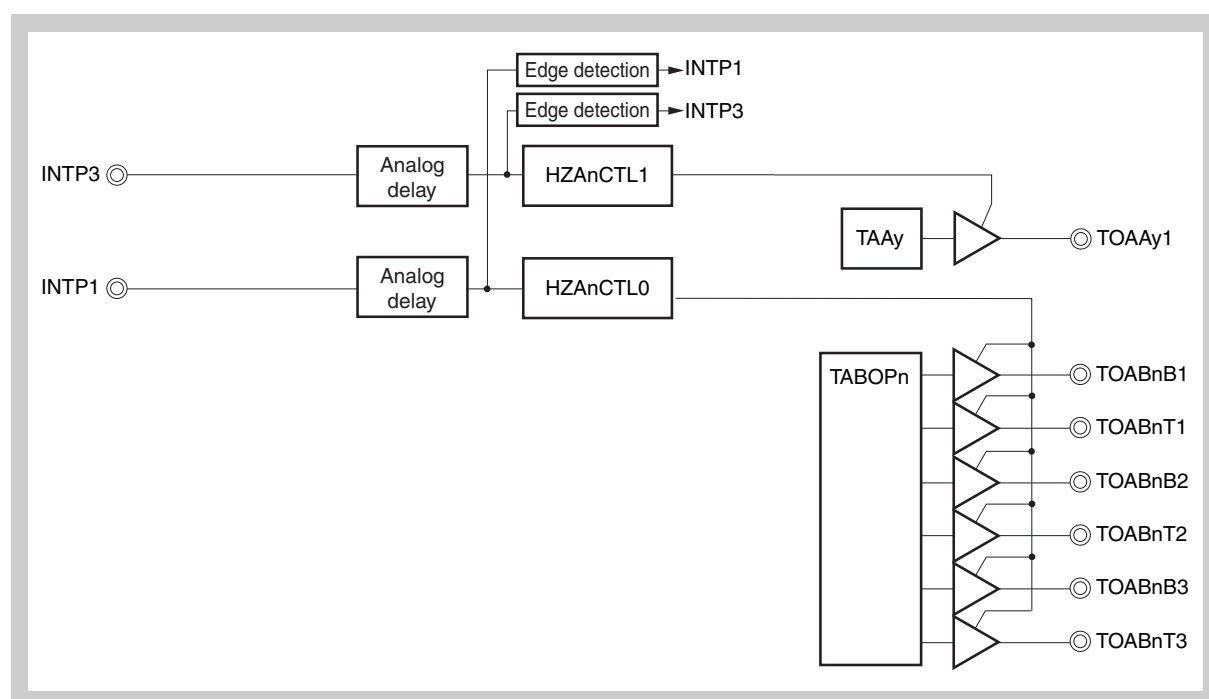 Edge detection
INTP1
Edge detection
INTP3
INTP3
Analog
delay
HZAnCTL1
TAAy
TOAAy1
INTP1
Analog
delay
HZAnCTL0
TABOPn
TOABnB1
TOABnT1
TOABnB2
TOABnT2
TOABnB3
TOABnT3